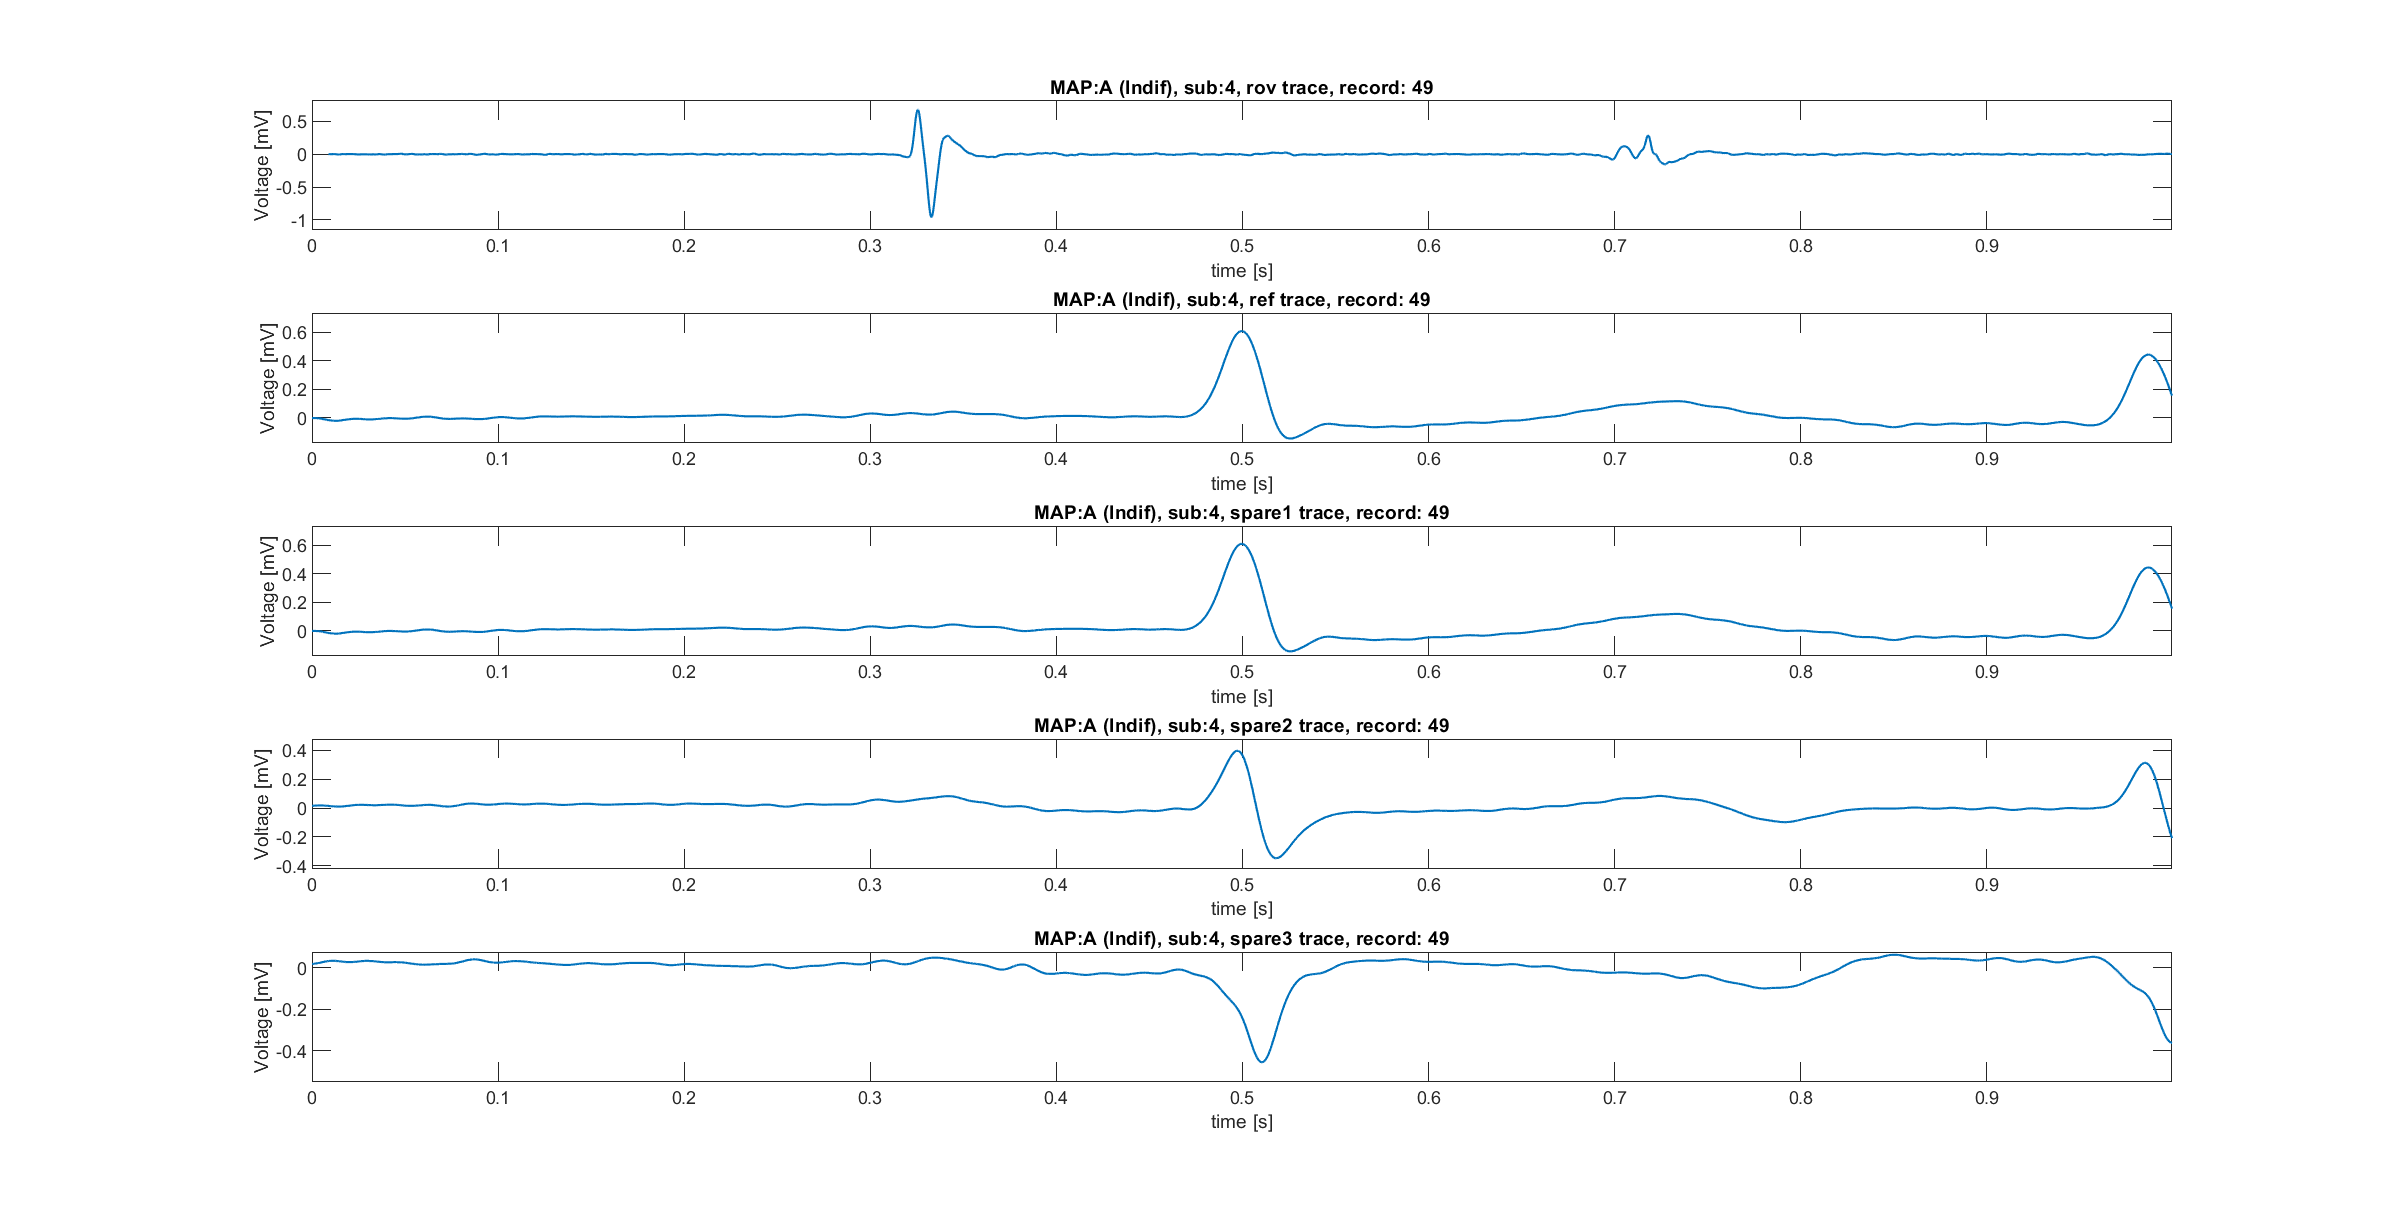 MAP:A (Indif), sub:4, rov trace, record: 49
Voltage [mV]
0.5
0
-0.5
-1
0 0.1 0.2 0.3 0.4 0.5 0.6 0.7 0.8 0.9
time [s]
MAP:A (Indif), sub:4, ref trace, record: 49
Voltage [mV]
0.6
0.4
0.2
0
0 0.1 0.2 0.3 0.4 0.5 0.6 0.7 0.8 0.9
time [s]
MAP:A (Indif), sub:4, spare1 trace, record: 49
Voltage [mV]
0.6
0.4
0.2
0
0 0.1 0.2 0.3 0.4 0.5 0.6 0.7 0.8 0.9
time [s]
MAP:A (Indif), sub:4, spare2 trace, record: 49
Voltage [mV]
0.4
0.2
0
-0.2
-0.4
0 0.1 0.2 0.3 0.4 0.5 0.6 0.7 0.8 0.9
time [s]
MAP:A (Indif), sub:4, spare3 trace, record: 49
Voltage [mV]
0
-0.2
-0.4
0 0.1 0.2 0.3 0.4 0.5 0.6 0.7 0.8 0.9
time [s]